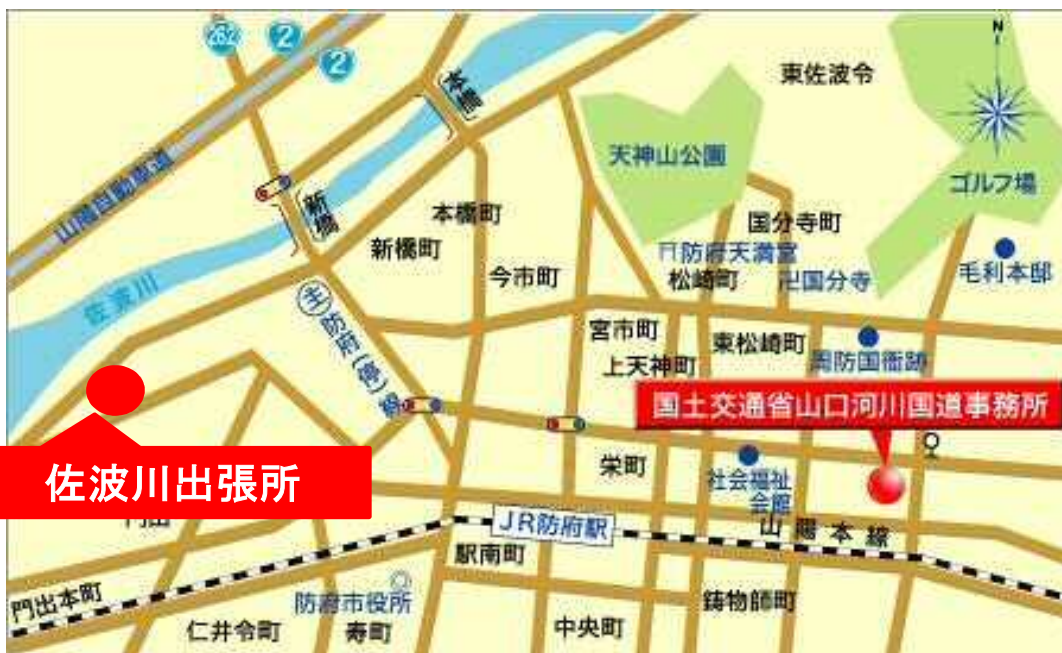 262
2
2
N
本橋
東佐波令
天神山公園
ゴルフ場
山陽自動車道
新橋
本橋町
新橋町
国分寺町
防府天満宮
卍国分寺
毛利本邸
今市町
松崎町
佐波川
主防府(停)線
宮市町
上天神町
東松崎町
周防国衙跡
国土交通省山口河川国道事務所
佐波川出張所
栄町
社会福祉
会館
JR防府駅
山陽本線
駅南町
門出本町
防府市役所
鋳物師町
仁井令町
寿町
中央町